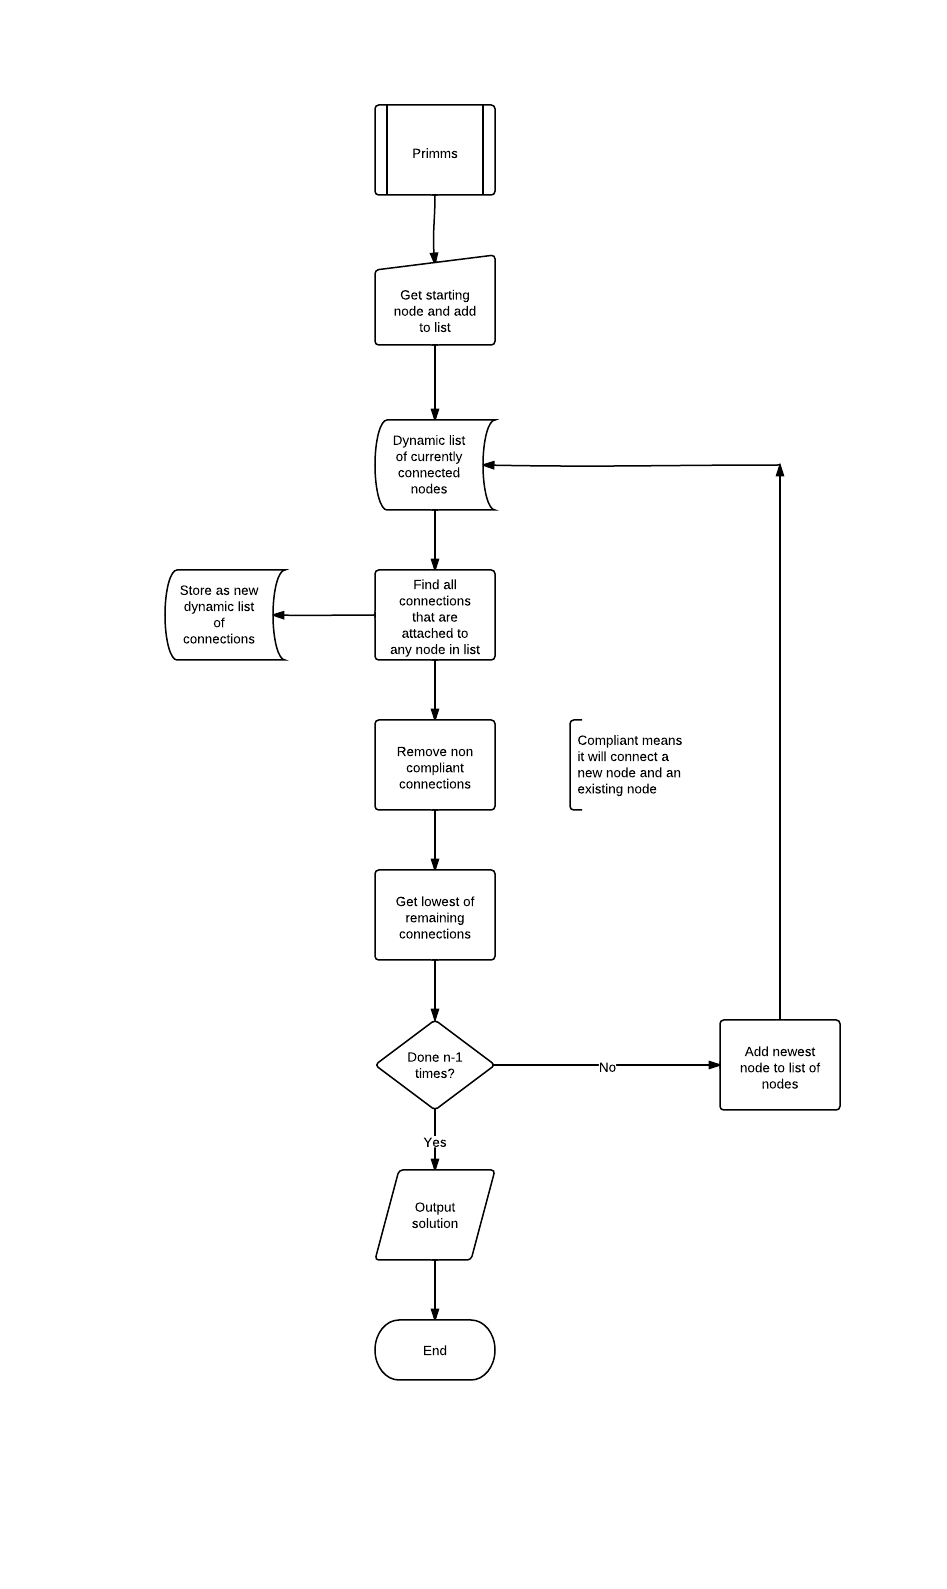 Primms
Get starting
node and add
to list
Dynamic list
of currently
connected
nodes
Store as new
dynamic list
of
connections
Find all
connections
that are
attached to
any node in list
Remove non
compliant
connections
Compliant means
it will connect a
new node and an
existing node
Get lowest of
remaining
connections
Done n-1
times?
No
Add newest
node to list of
nodes
Yes
Output
solution
End